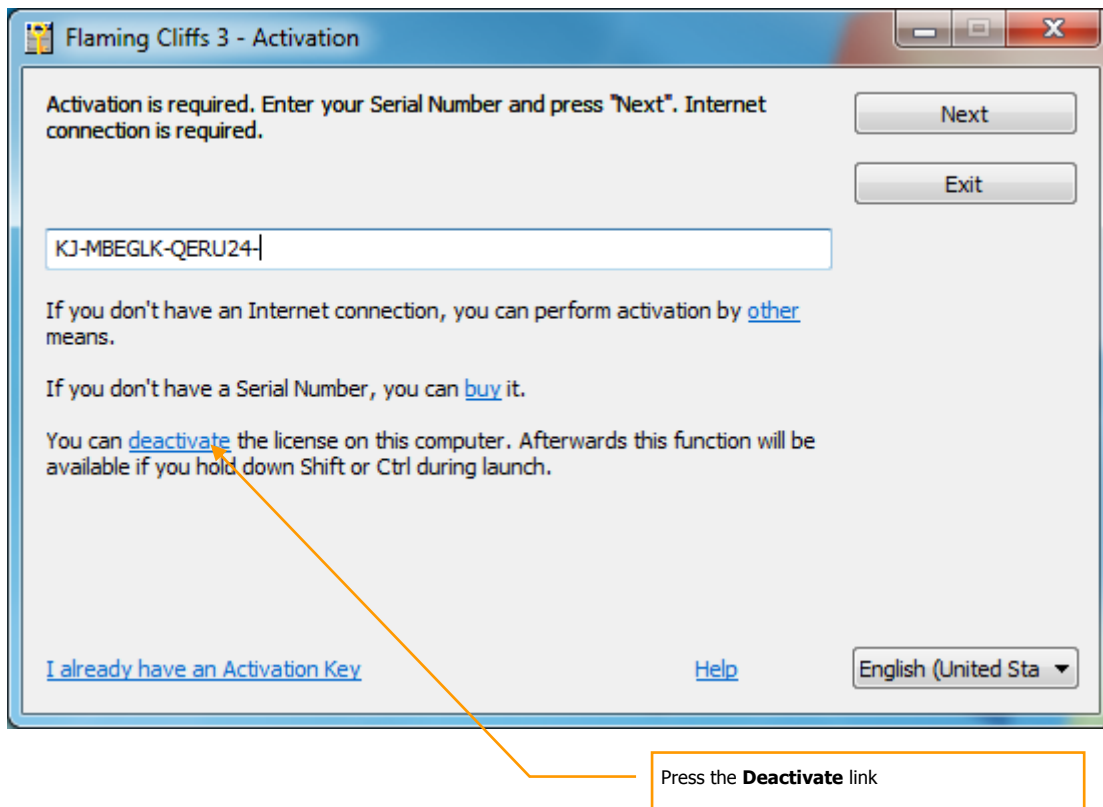 Flaming Cliffs 3 - Activation
Activation is required. Enter your Serial Number and press "Next". Internet
connection is required.
Next
Exit
KJ-MBEGLK-QERU24-
If you don't have an Internet connection, you can perform activation by other
means.
If you don't have a Serial Number, you can buy it.
You can deactivate the license on this computer. Afterwards this function will be
available if you hold down Shift or Ctrl during launch.
I already have an Activation Key
Help
English (United Sta
Press the Deactivate link